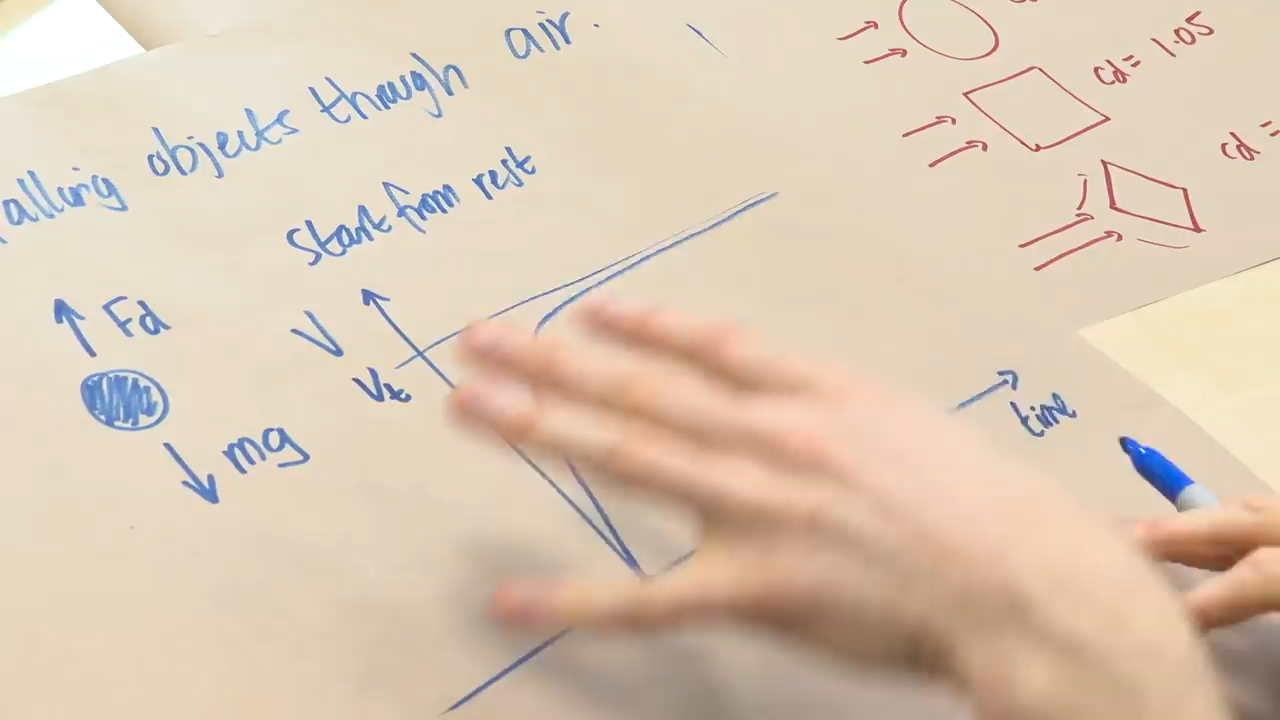 alling objects through air.
start from rest
Fd
mg
V
Vt
time
cd = 1.05
cd =